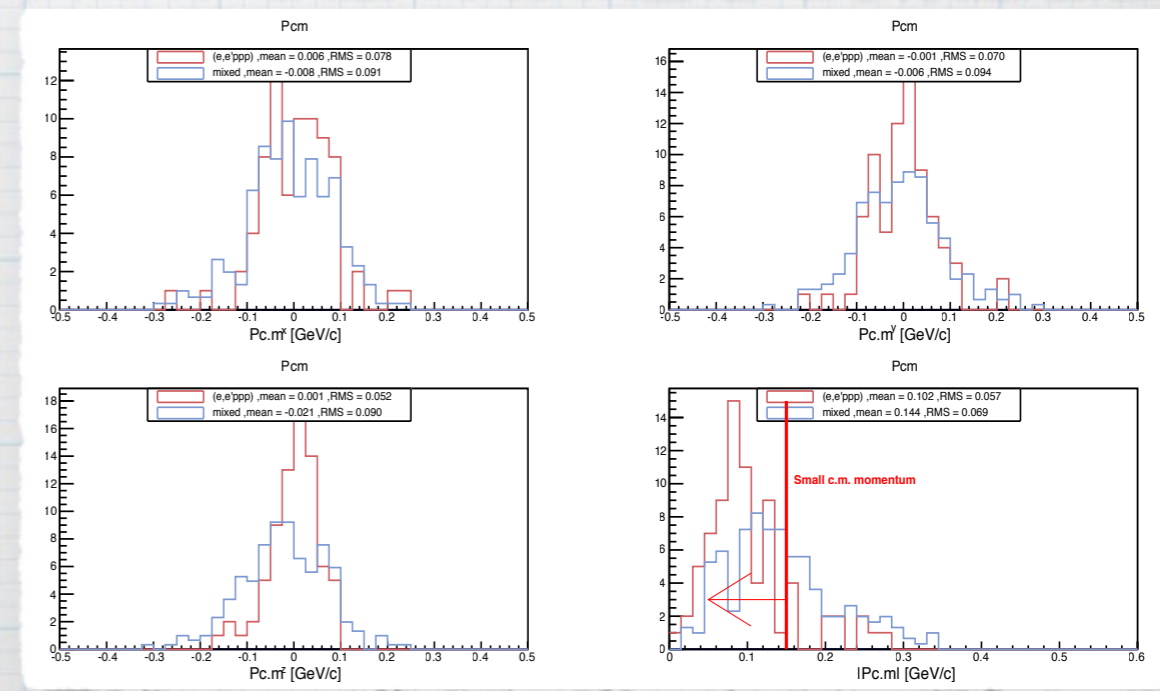 Pcm
(e,e'ppp) ,mean = 0.006 ,RMS = 0.078
mixed ,mean = -0.008 ,RMS = 0.091
12
10
8
6
4
2
0
-0.5 -0.4 -0.3 -0.2 -0.1 0 0.1 0.2 0.3 0.4 0.5
Pc.mˣ [GeV/c]
Pcm
(e,e'ppp) ,mean = -0.001 ,RMS = 0.070
mixed ,mean = -0.006 ,RMS = 0.094
16
14
12
10
8
6
4
2
0
-0.5 -0.4 -0.3 -0.2 -0.1 0 0.1 0.2 0.3 0.4 0.5
Pc.mʸ [GeV/c]
Pcm
(e,e'ppp) ,mean = 0.001 ,RMS = 0.052
mixed ,mean = -0.021 ,RMS = 0.090
18
16
14
12
10
8
6
4
2
0
-0.5 -0.4 -0.3 -0.2 -0.1 0 0.1 0.2 0.3 0.4 0.5
Pc.mᶻ [GeV/c]
Pcm
(e,e'ppp) ,mean = 0.102 ,RMS = 0.057
mixed ,mean = 0.144 ,RMS = 0.069
Small c.m. momentum
14
12
10
8
6
4
2
0
0 0.1 0.2 0.3 0.4 0.5 0.6
|Pc.m| [GeV/c]